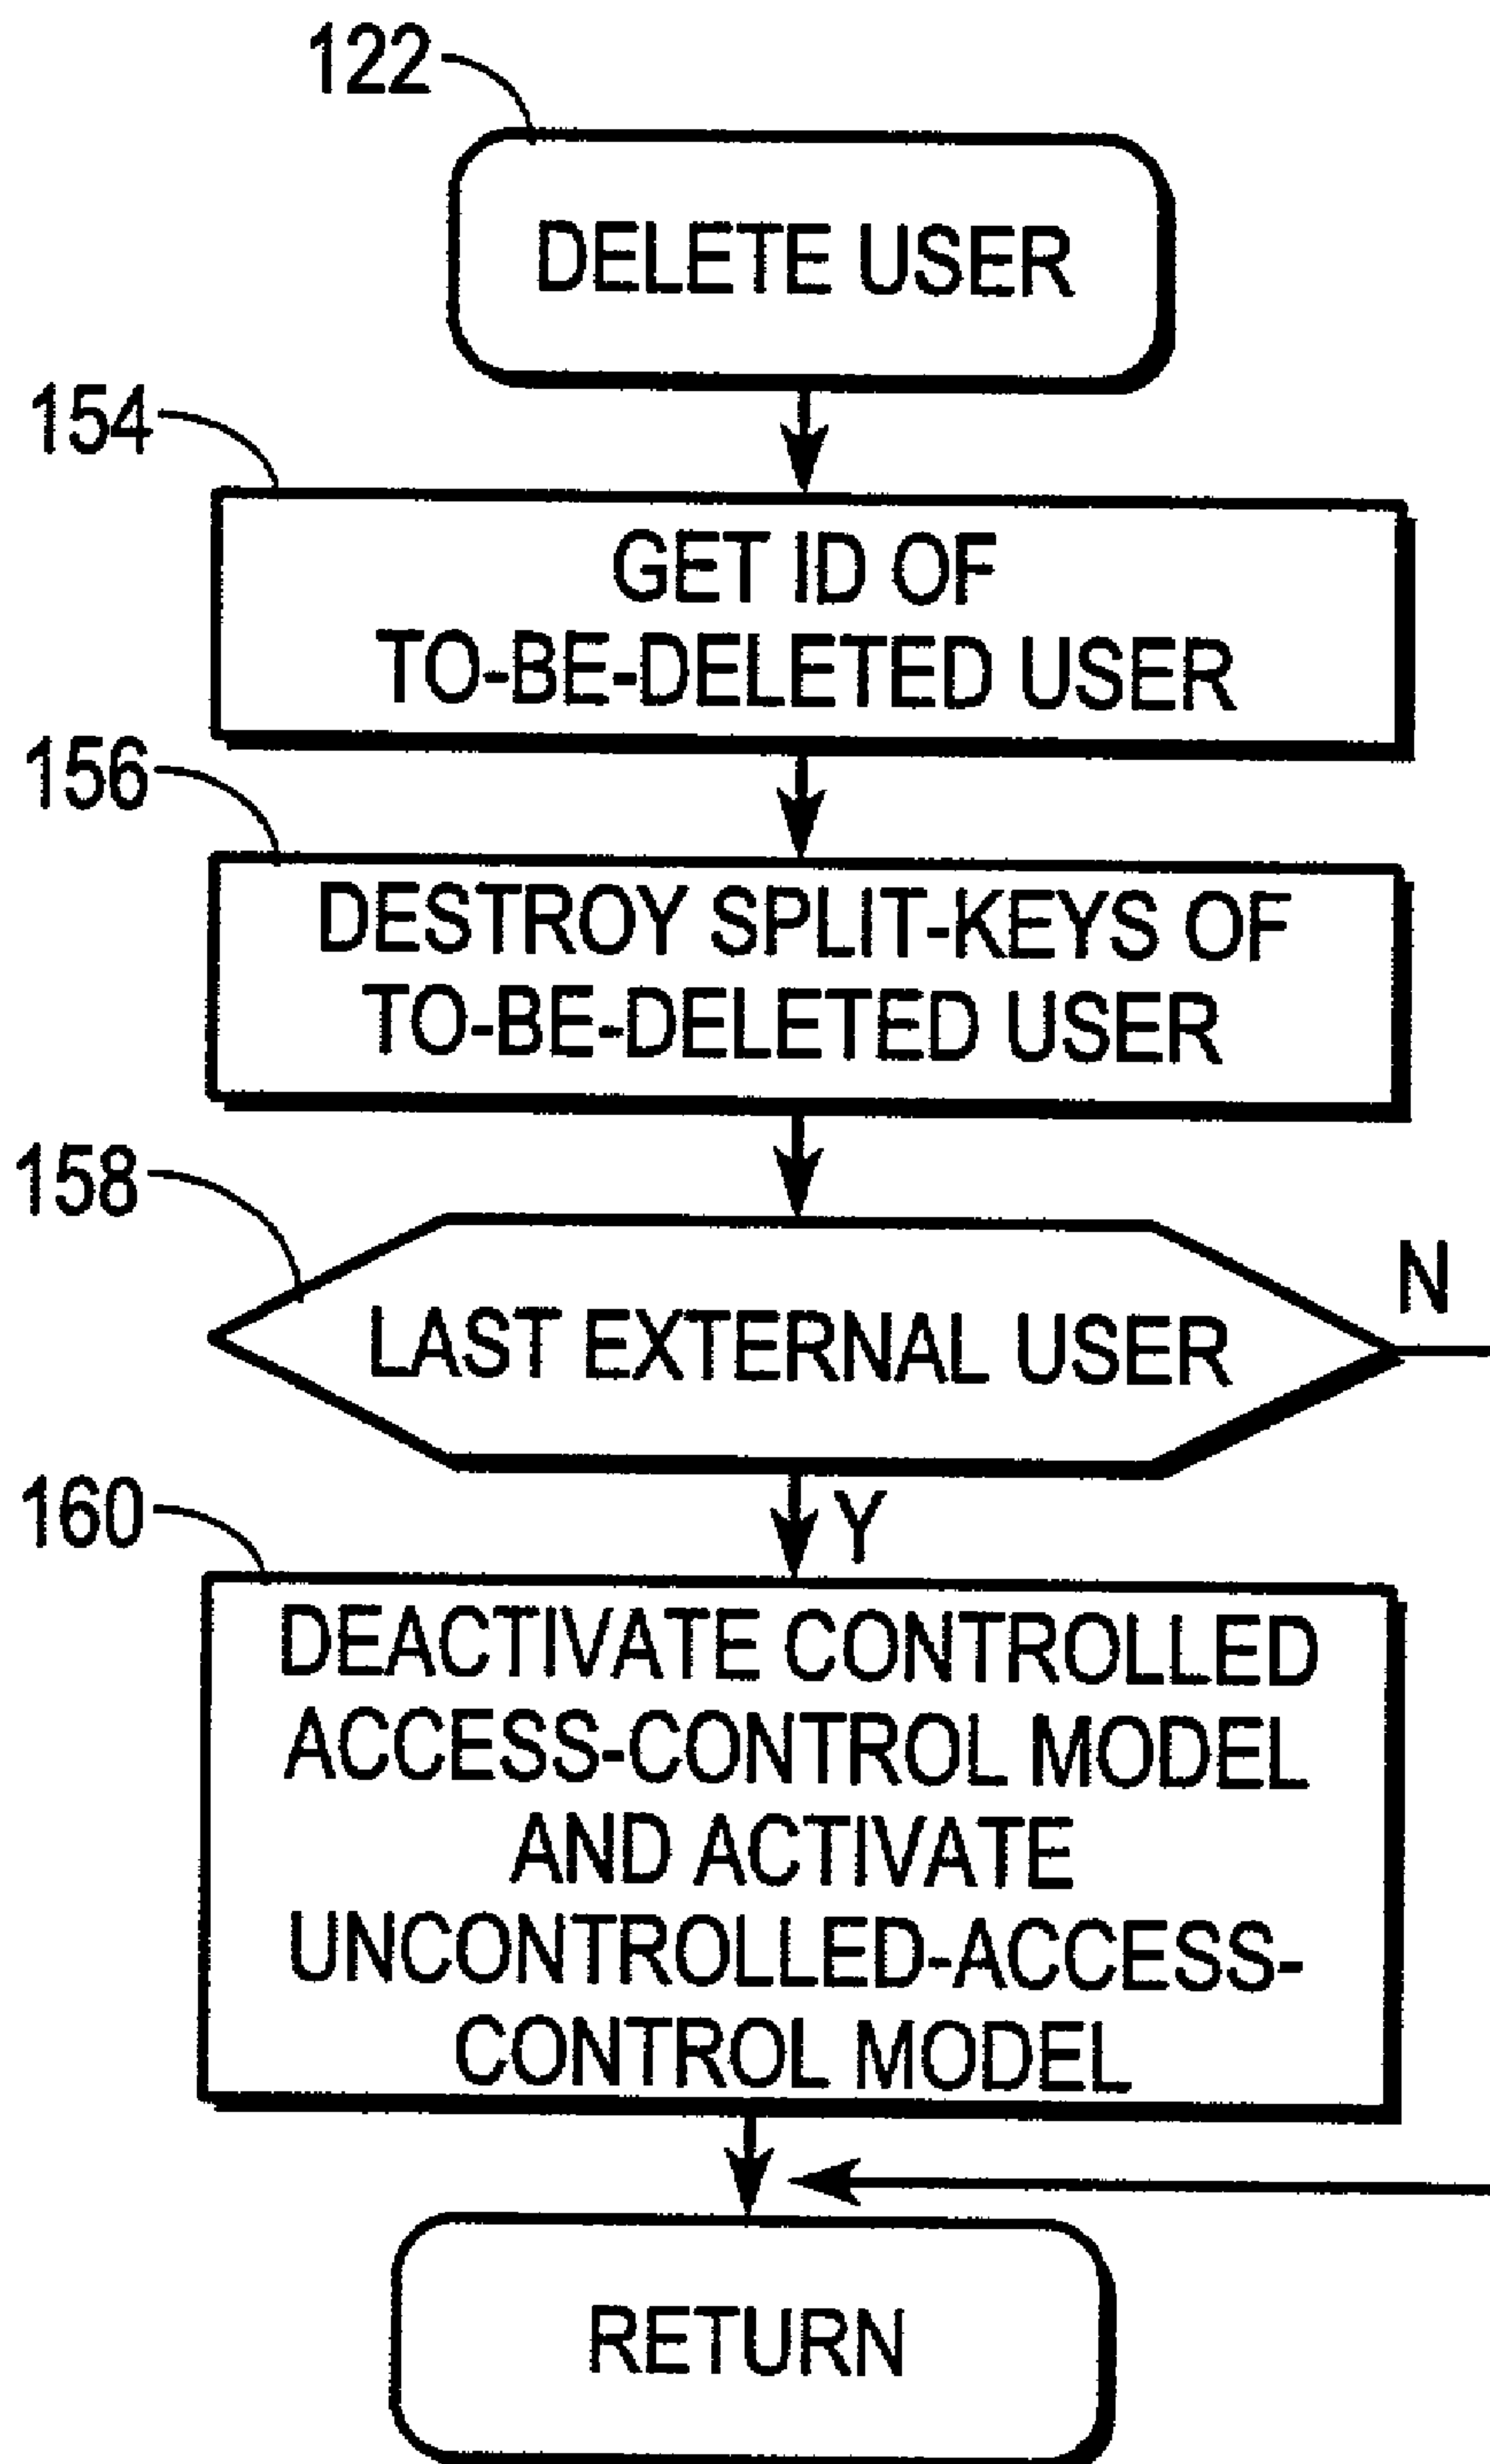 122
DELETE USER
154
GET ID OF
TO-BE-DELETED USER
156
DESTROY SPLIT-KEYS OF
TO-BE-DELETED USER
158
LAST EXTERNAL USER
N
Y
160
DEACTIVATE CONTROLLED
ACCESS-CONTROL MODEL
AND ACTIVATE
UNCONTROLLED-ACCESS-
CONTROL MODEL
RETURN